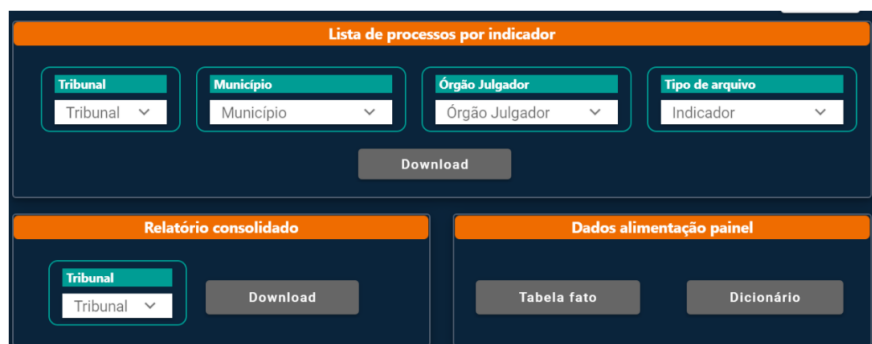 Lista de processos por indicador
Tribunal Município Órgão Julgador Tipo de arquivo
Tribunal Município Órgão Julgador Indicador
Download
Relatório consolidado Dados alimentação painel
Tribunal
Tribunal Download Tabela fato Dicionário